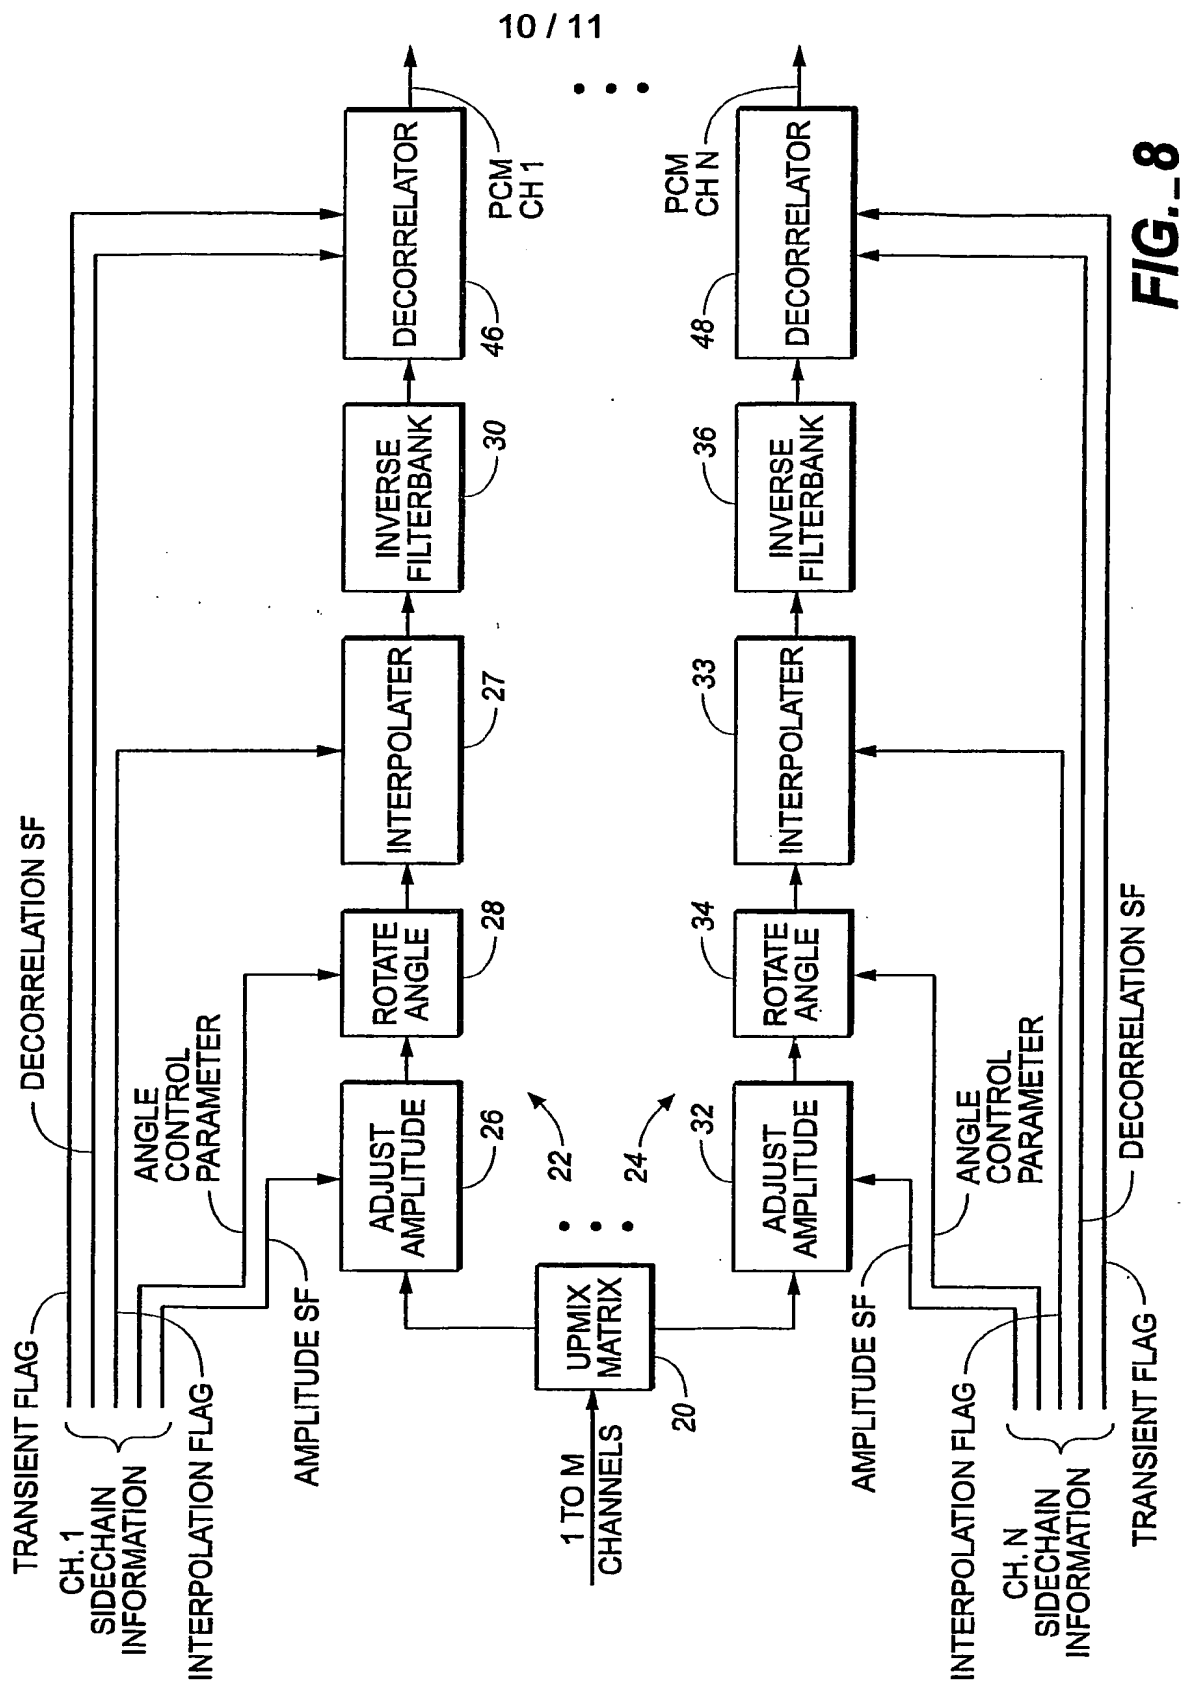 10 / 11
TRANSIENT FLAG
CH. 1
SIDECHAIN
INFORMATION
INTERPOLATION FLAG
AMPLITUDE SF
ANGLE
CONTROL
PARAMETER
DECORRELATION SF
1 TO M
CHANNELS
UPMIX
MATRIX
20
22
24
ADJUST
AMPLITUDE
26
ROTATE
ANGLE
28
INTERPOLATER
27
INVERSE
FILTERBANK
30
DECORRELATOR
46
PCM
CH 1
ADJUST
AMPLITUDE
32
ROTATE
ANGLE
34
INTERPOLATER
33
INVERSE
FILTERBANK
36
DECORRELATOR
48
PCM
CH N
AMPLITUDE SF
ANGLE
CONTROL
PARAMETER
INTERPOLATION FLAG
CH. N
SIDECHAIN
INFORMATION
DECORRELATION SF
TRANSIENT FLAG
FIG._8